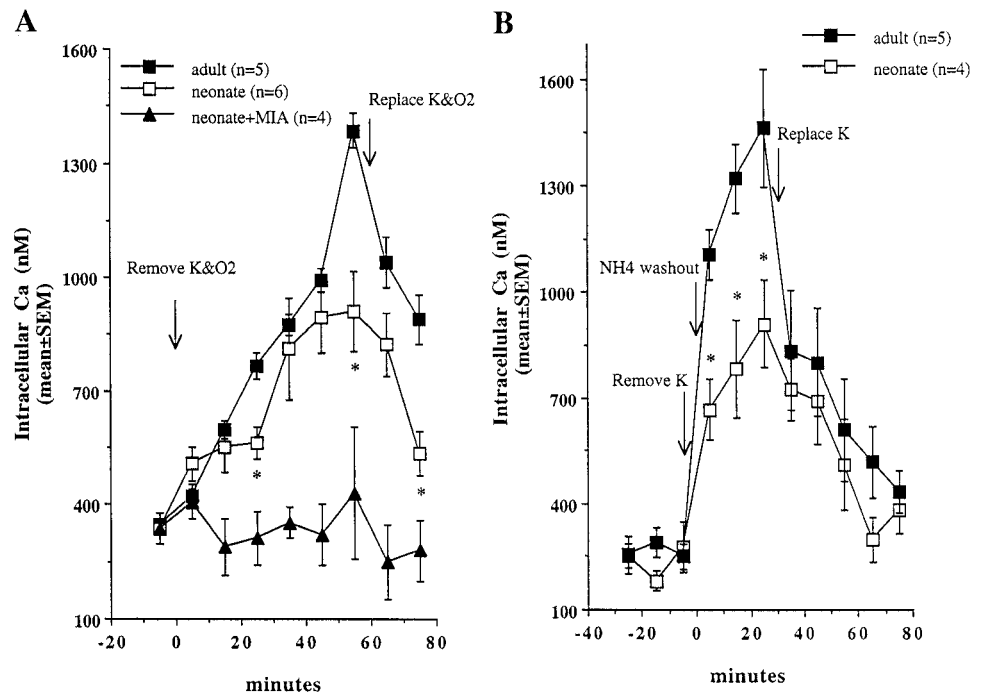 A
1600
1300
1000
700
400
100
Intracellular Ca (nM)
(mean±SEM)
adult (n=5)
neonate (n=6)
neonate+MIA (n=4)
Replace K&O2
Remove K&O2
*
*
*
-20
0
20
40
60
80
minutes
B
1600
1300
1000
700
400
100
Intracellular Ca (nM)
(mean±SEM)
adult (n=5)
neonate (n=4)
Replace K
NH4 washout
Remove K
*
*
*
-40
-20
0
20
40
60
80
minutes